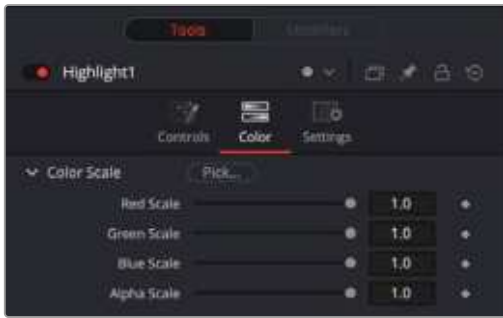 Tools Modifiers
Highlight1
Controls Color Settings
Color Scale Pick...
Red Scale 1.0
Green Scale 1.0
Blue Scale 1.0
Alpha Scale 1.0